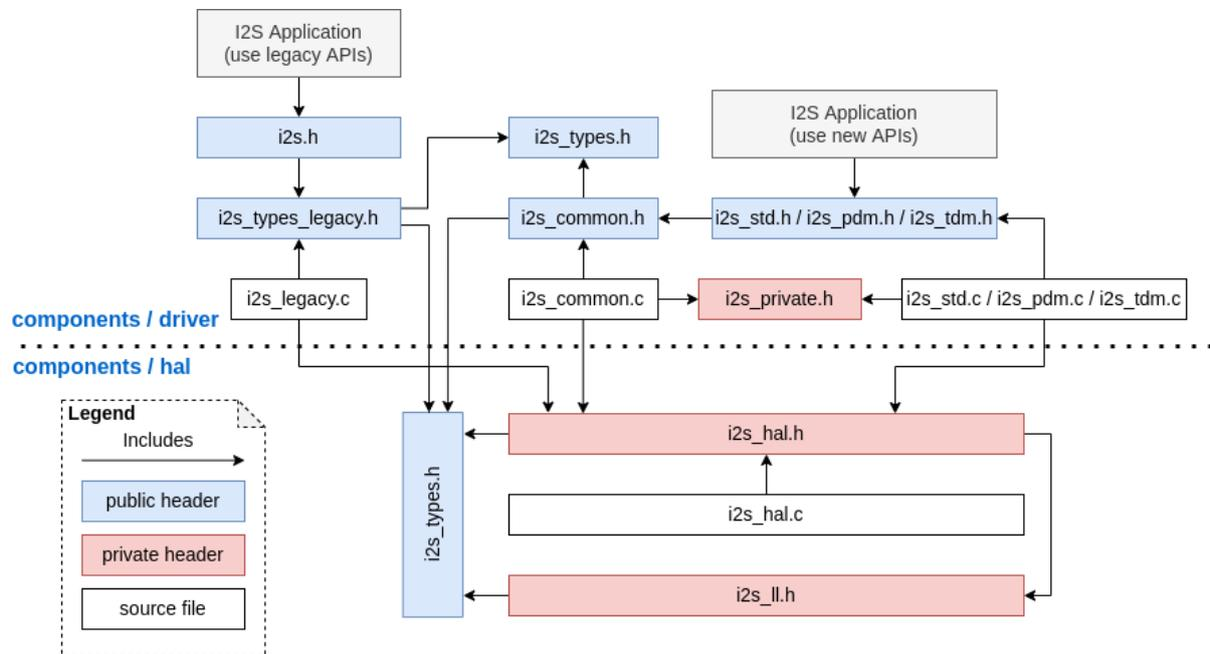 I2S Application
(use legacy APIs)
I2S Application
(use new APIs)
i2s.h
i2s_types.h
i2s_types_legacy.h
i2s_common.h
i2s_std.h / i2s_pdm.h / i2s_tdm.h
i2s_legacy.c
i2s_common.c
i2s_private.h
i2s_std.c / i2s_pdm.c / i2s_tdm.c
components / driver
components / hal
Legend
Includes
public header
private header
source file
i2s_types.h
i2s_hal.h
i2s_hal.c
i2s_ll.h